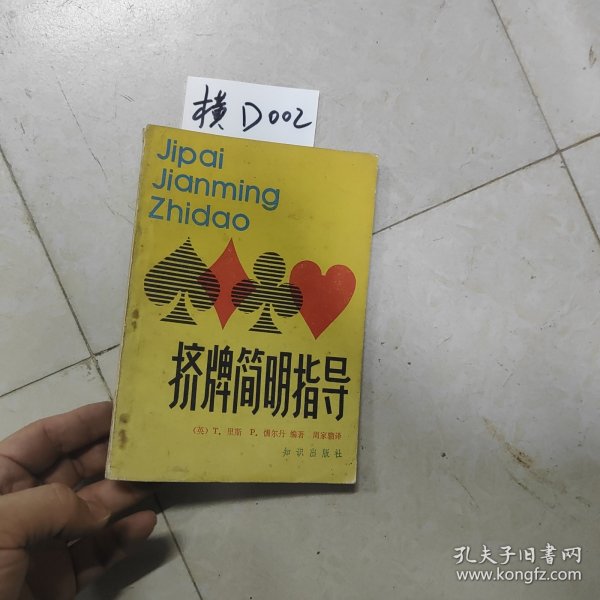 横D002
Jipai
Jianming
Zhidao
挤牌简明指导
(英) T. 里斯 P. 儒尔丹 编著 周家骝译
知识出版社
孔夫子旧书网
www.kongfz.com